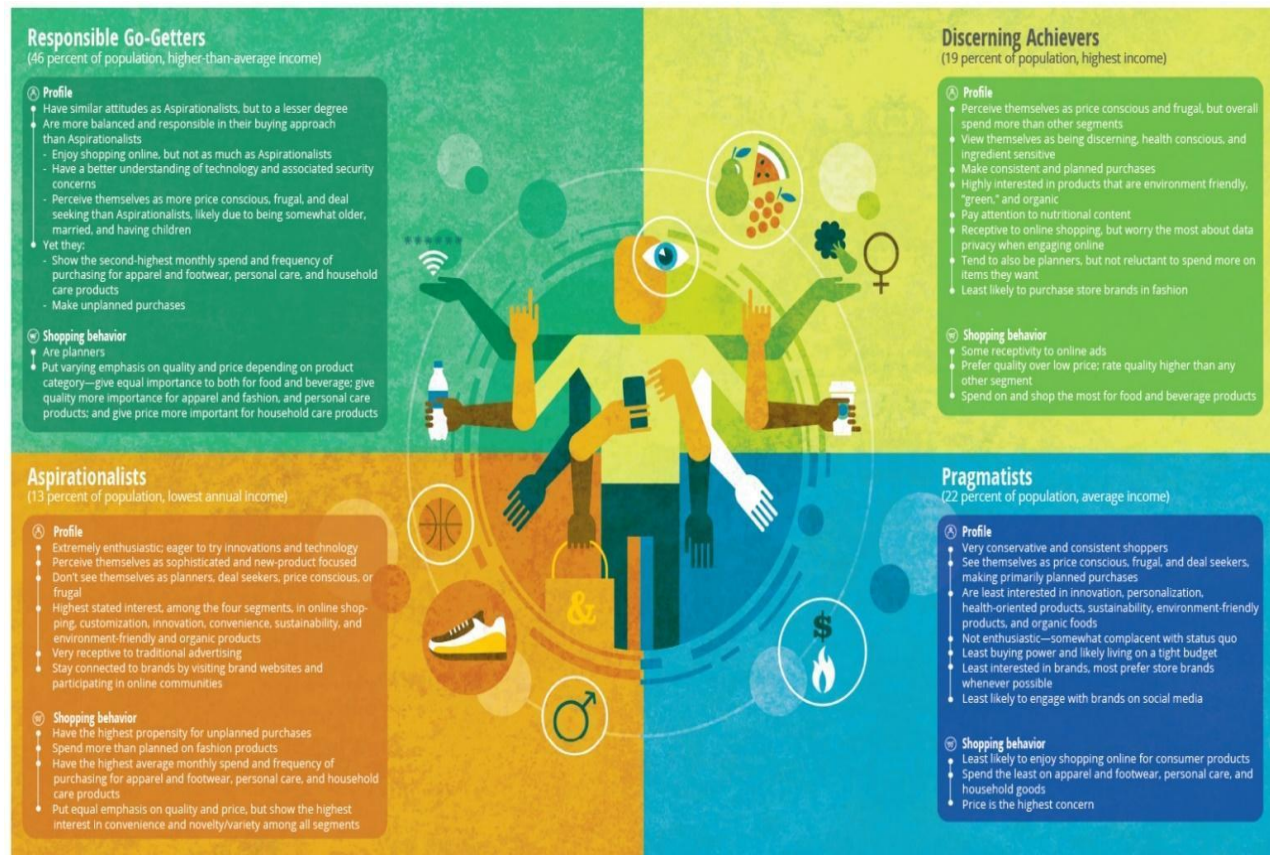 Responsible Go-Getters
(46 percent of population, higher-than-average income)
Profile
Have similar attitudes as Aspirationalists, but to a lesser degree
Are more balanced and responsible in their buying approach
than Aspirationalists
- Enjoy shopping online, but not as much as Aspirationalists
- Have a better understanding of technology and associated security
concerns
- Perceive themselves as more price conscious, frugal, and deal
seeking than Aspirationalists, likely due to being somewhat older,
married, and having children
Yet they:
- Show the second-highest monthly spend and frequency of
purchasing for apparel and footwear, personal care, and household
care products
- Make unplanned purchases
Shopping behavior
Are planners
Put varying emphasis on quality and price depending on product
category—give equal importance to both for food and beverage; give
quality more importance for apparel and fashion, and personal care
products; and give price more important for household care products
Discerning Achievers
(19 percent of population, highest income)
Profile
Perceive themselves as price conscious and frugal, but overall
spend more than other segments
View themselves as being discerning, health conscious, and
ingredient sensitive
Make consistent and planned purchases
Highly interested in products that are environment friendly,
"green," and organic
Pay attention to nutritional content
Receptive to online shopping, but worry the most about data
privacy when engaging online
Tend to also be planners, but not reluctant to spend more on
items they want
Least likely to purchase store brands in fashion
Shopping behavior
Some receptivity to online ads
Prefer quality over low price; rate quality higher than any
other segment
Spend on and shop the most for food and beverage products
Aspirationalists
(13 percent of population, lowest annual income)
Profile
Extremely enthusiastic; eager to try innovations and technology
Perceive themselves as sophisticated and new-product focused
Don't see themselves as planners, deal seekers, price conscious, or
frugal
Highest stated interest, among the four segments, in online shop-
ping, customization, innovation, convenience, sustainability, and
environment-friendly and organic products
Very receptive to traditional advertising
Stay connected to brands by visiting brand websites and
participating in online communities
Shopping behavior
Have the highest propensity for unplanned purchases
Spend more than planned on fashion products
Have the highest average monthly spend and frequency of
purchasing for apparel and footwear, personal care, and household
care products
Put equal emphasis on quality and price, but show the highest
interest in convenience and novelty/variety among all segments
&
$
Pragmatists
(22 percent of population, average income)
Profile
Very conservative and consistent shoppers
See themselves as price conscious, frugal, and deal seekers,
making primarily planned purchases
Are least interested in innovation, personalization,
health-oriented products, sustainability, environment-friendly
products, and organic foods
Not enthusiastic—somewhat complacent with status quo
Least buying power and likely living on a tight budget
Least interested in brands, most prefer store brands
whenever possible
Least likely to engage with brands on social media
Shopping behavior
Least likely to enjoy shopping online for consumer products
Spend the least on apparel and footwear, personal care, and
household goods
Price is the highest concern